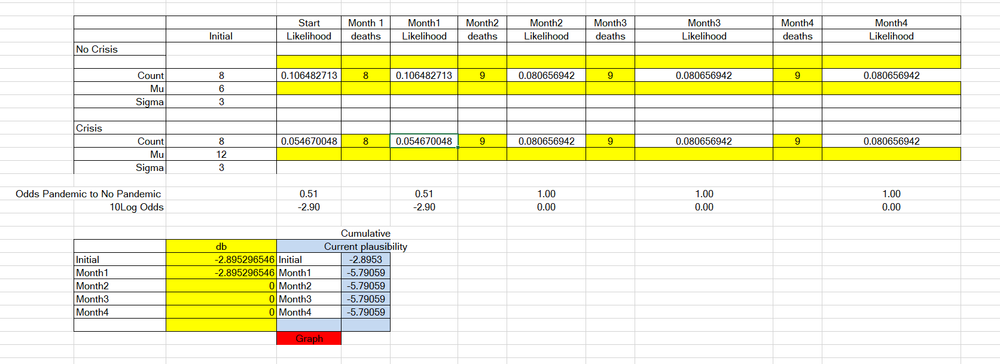 Start Month 1 Month1 Month2 Month2 Month3 Month3 Month4 Month4
Initial Likelihood deaths Likelihood deaths Likelihood deaths Likelihood deaths Likelihood
No Crisis
Count 8 0.106482713 8 0.106482713 9 0.080656942 9 0.080656942 9 0.080656942
Mu 6
Sigma 3
Crisis
Count 8 0.054670048 8 0.054670048 9 0.080656942 9 0.080656942 9 0.080656942
Mu 12
Sigma 3
Odds Pandemic to No Pandemic 0.51 0.51 1.00 1.00 1.00
10Log Odds -2.90 -2.90 0.00 0.00 0.00
Cumulative
db Current plausibility
Initial -2.895296546 Initial -2.8953
Month1 -2.895296546 Month1 -5.79059
Month2 0 Month2 -5.79059
Month3 0 Month3 -5.79059
Month4 0 Month4 -5.79059
Graph